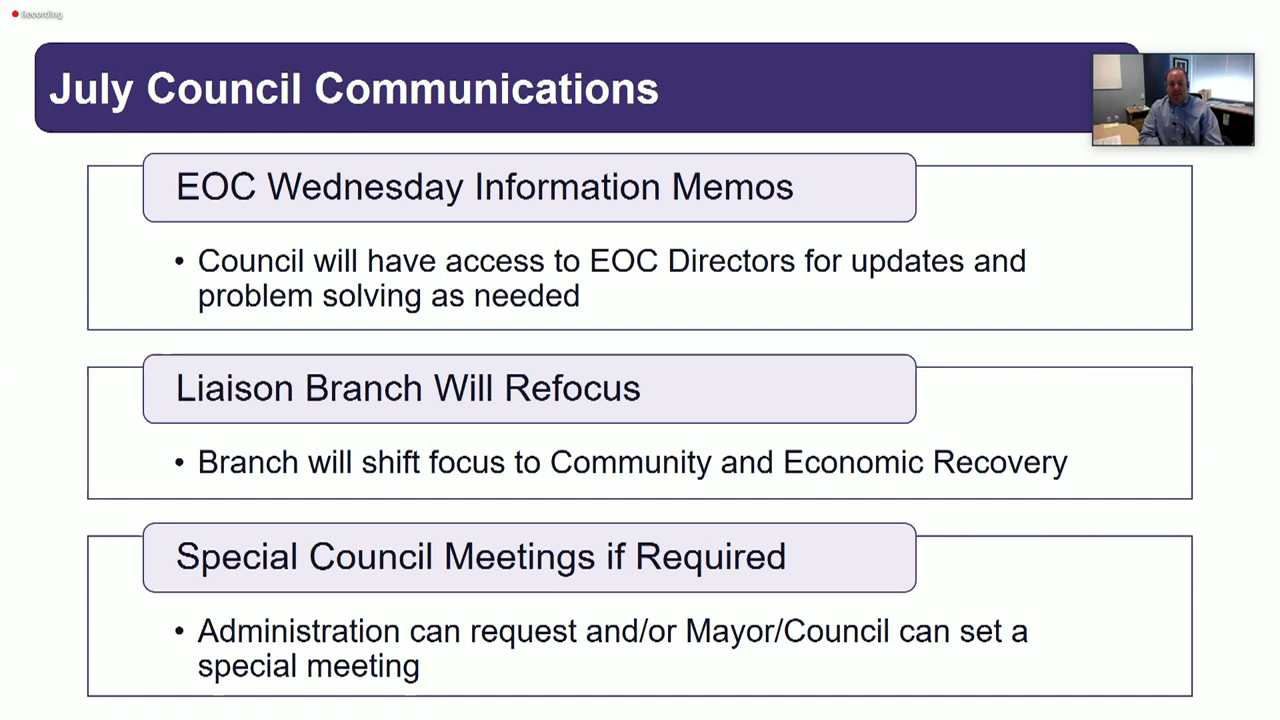 Recording
July Council Communications
EOC Wednesday Information Memos
• Council will have access to EOC Directors for updates and
problem solving as needed
Liaison Branch Will Refocus
• Branch will shift focus to Community and Economic Recovery
Special Council Meetings if Required
• Administration can request and/or Mayor/Council can set a
special meeting